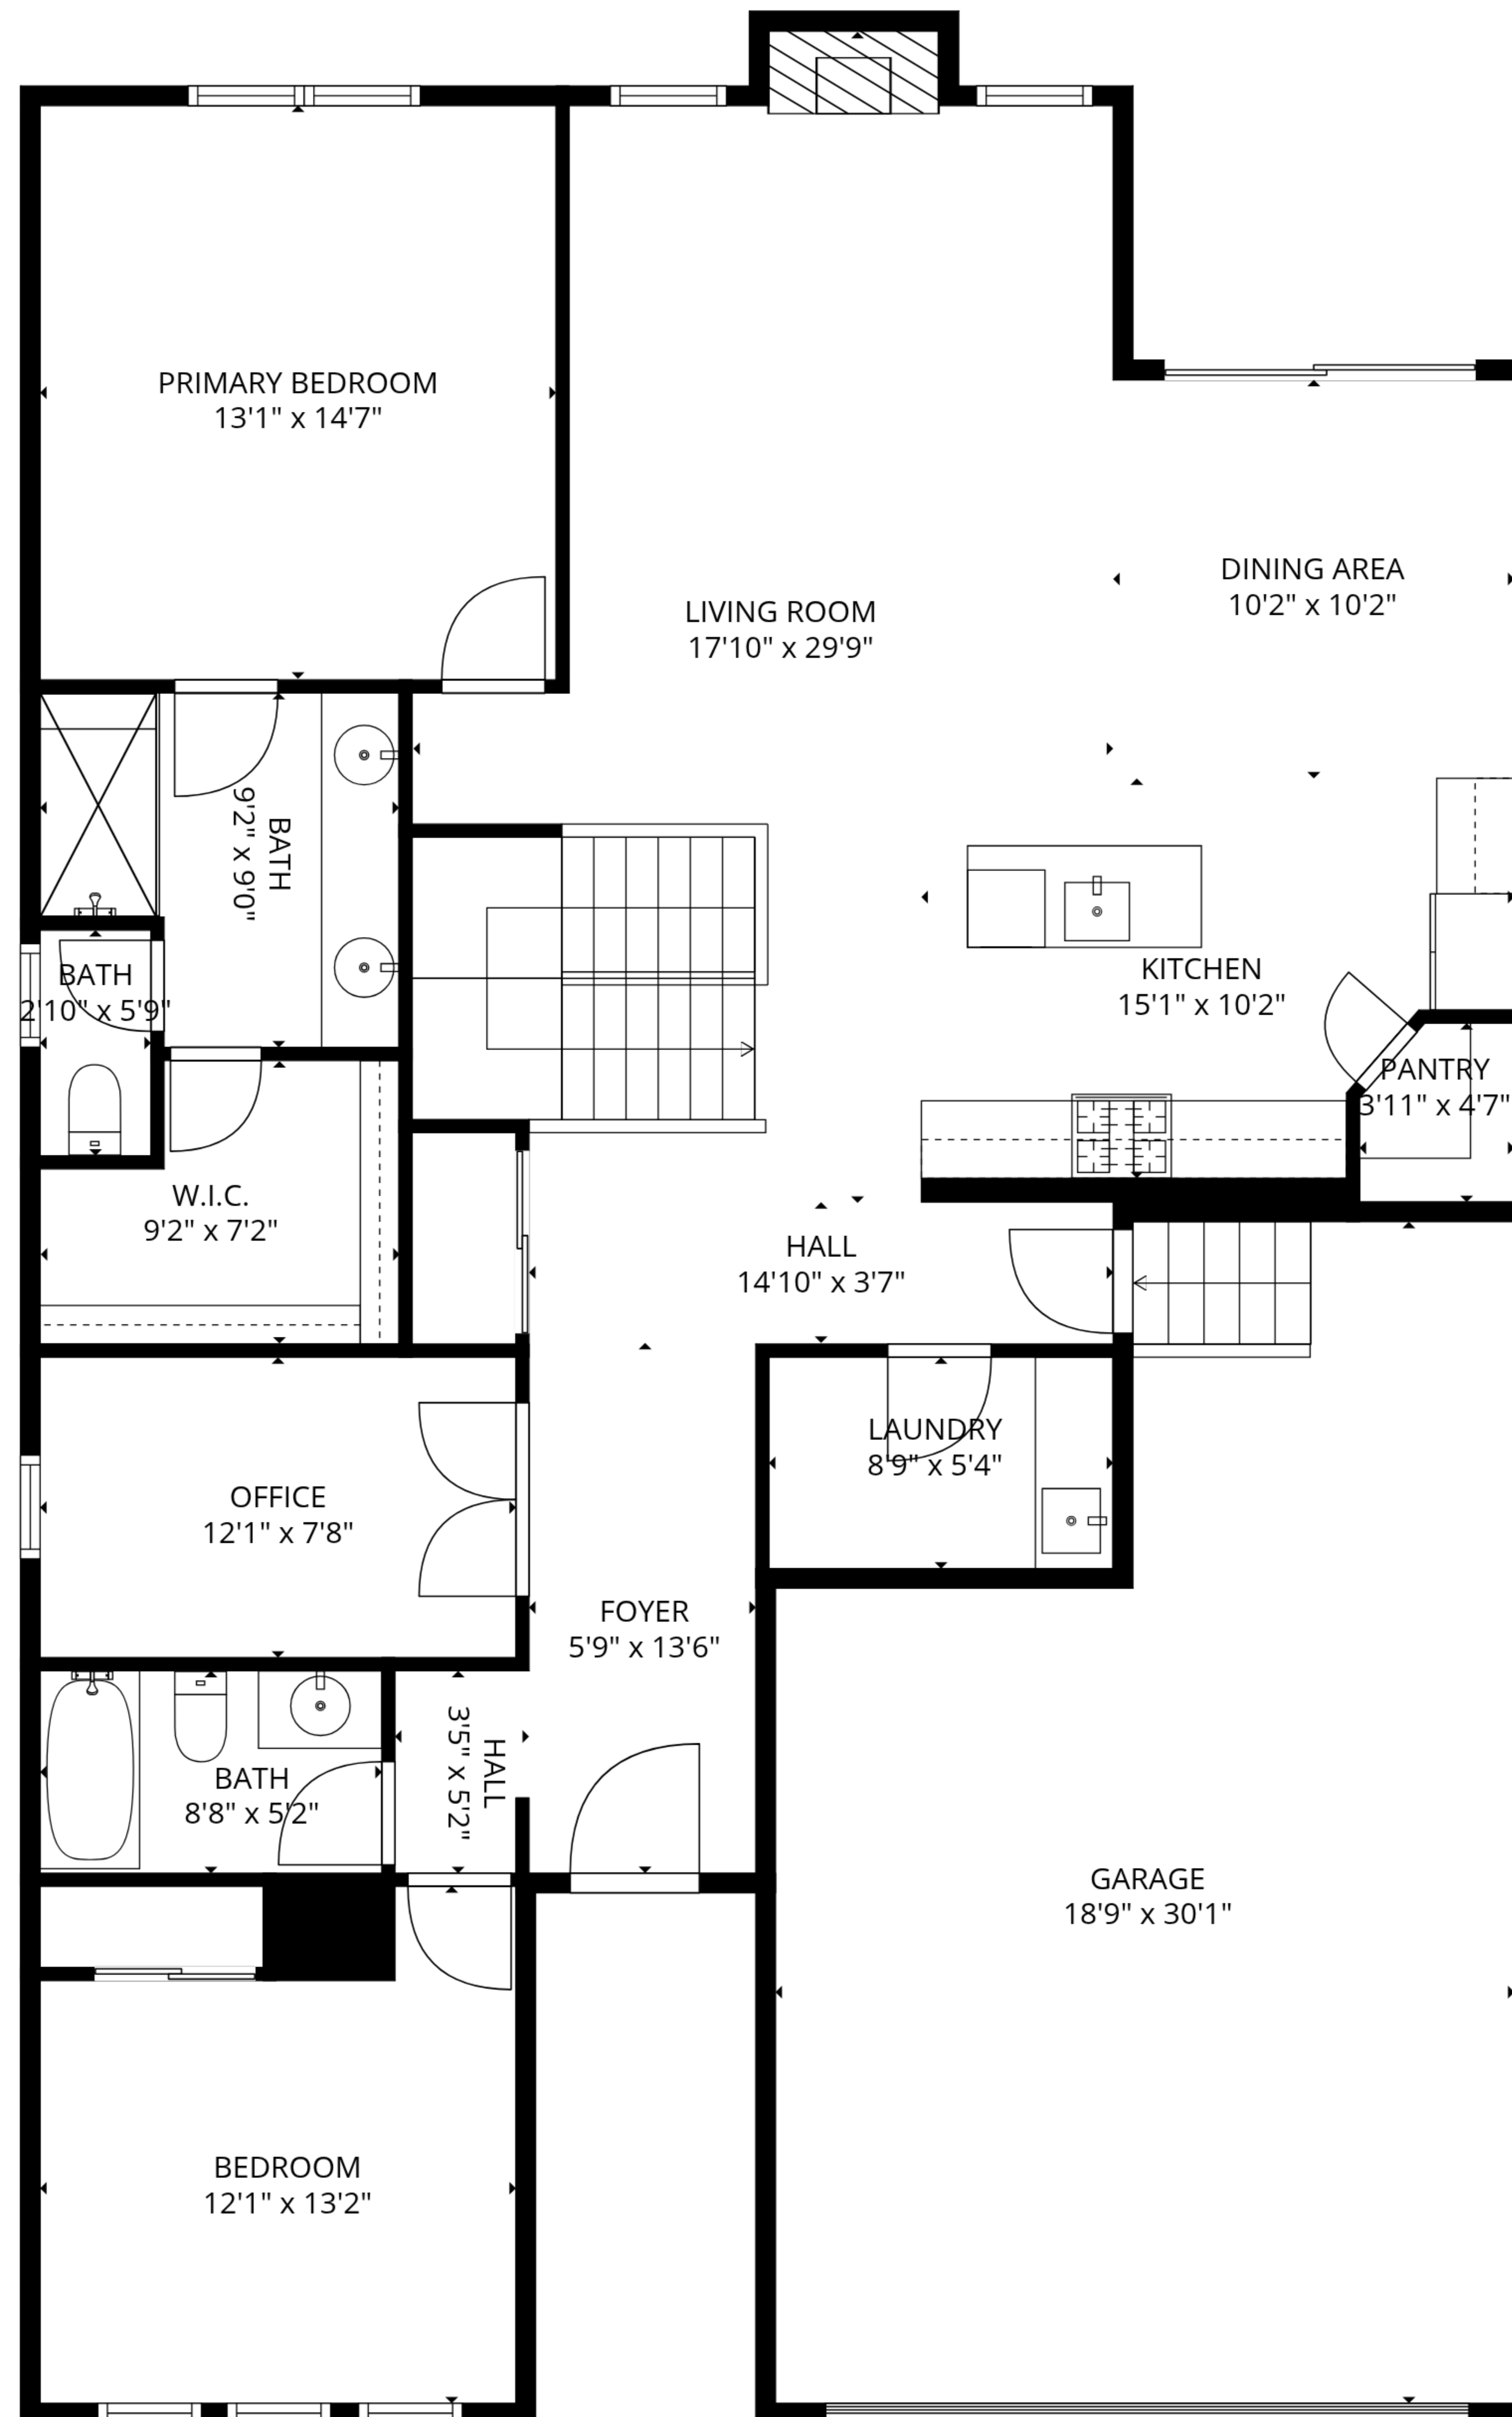 PRIMARY BEDROOM
13'1" x 14'7"
DINING AREA
10'2" x 10'2"
LIVING ROOM
17'10" x 29'9"
BATH
9'2" x 9'0"
BATH
2'10" x 5'9"
KITCHEN
15'1" x 10'2"
PANTRY
3'11" x 4'7"
W.I.C.
9'2" x 7'2"
HALL
14'10" x 3'7"
LAUNDRY
8'9" x 5'4"
OFFICE
12'1" x 7'8"
FOYER
5'9" x 13'6"
HALL
3'5" x 5'2"
BATH
8'8" x 5'2"
GARAGE
18'9" x 30'1"
BEDROOM
12'1" x 13'2"